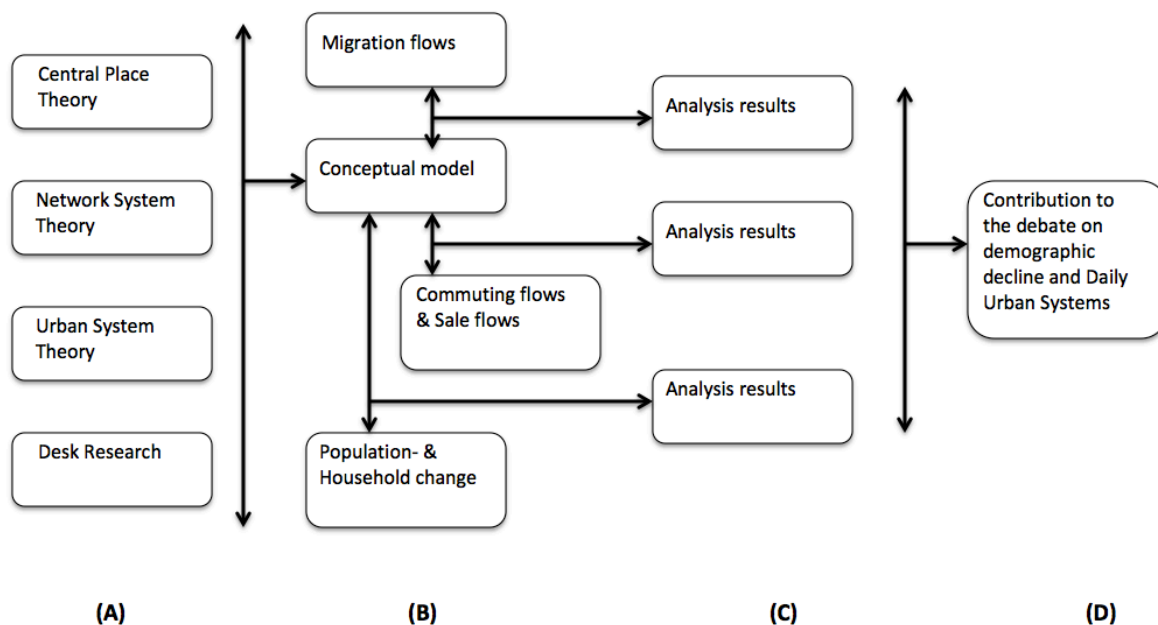 Central Place
Theory
Network System
Theory
Urban System
Theory
Desk Research
Migration flows
Conceptual model
Commuting flows
& Sale flows
Population- &
Household change
Analysis results
Analysis results
Analysis results
Contribution to
the debate on
demographic
decline and Daily
Urban Systems
(A)
(B)
(C)
(D)